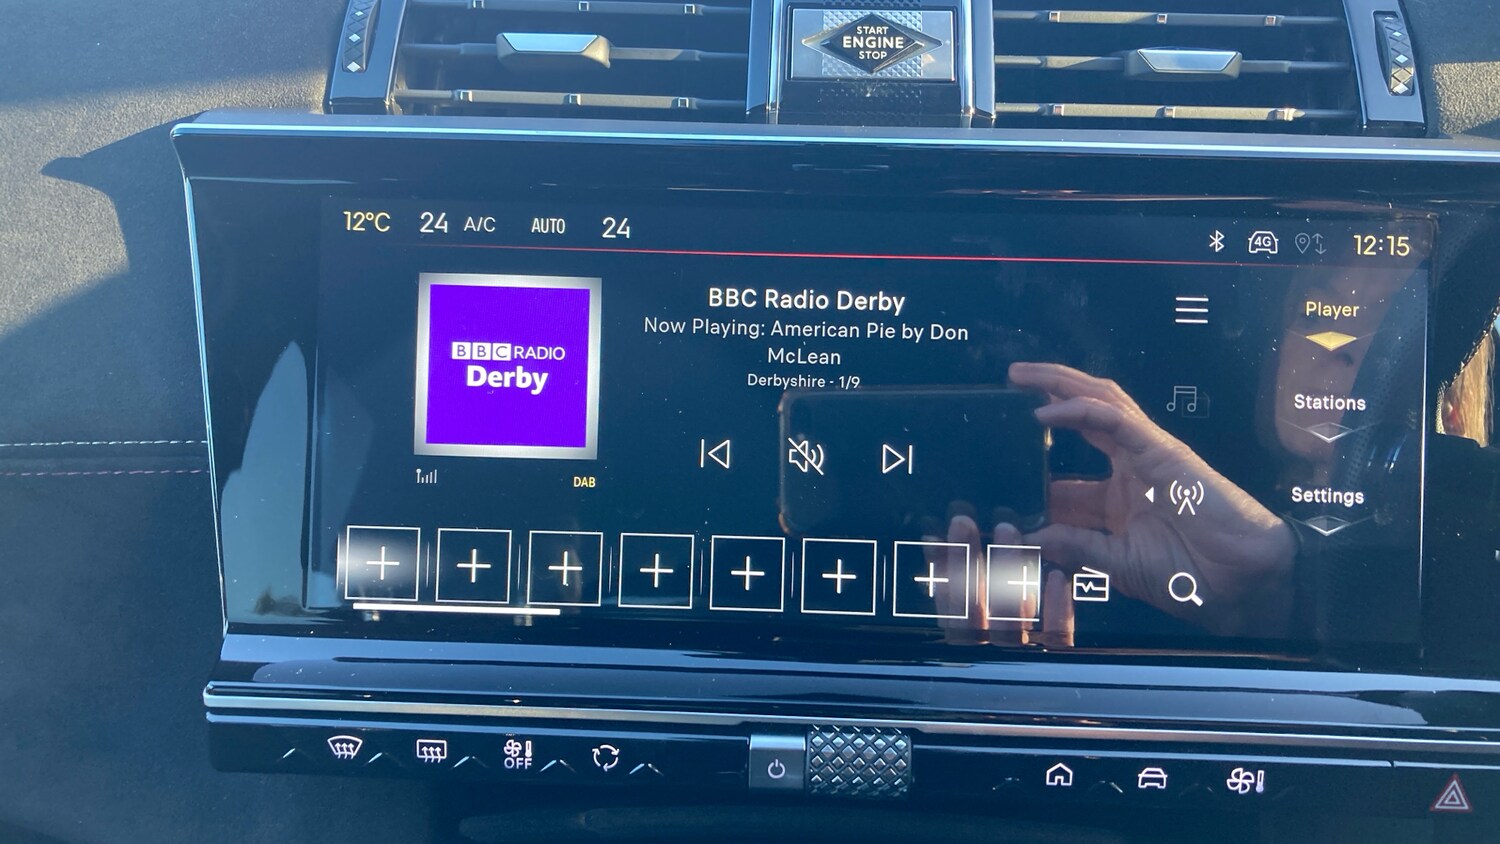 START
ENGINE
STOP
12°C 24 A/C AUTO 24
4G 12:15
BBC RADIO
Derby
BBC Radio Derby
Now Playing: American Pie by Don
McLean
Derbyshire - 1/9
DAB
Player
Stations
Settings
OFF